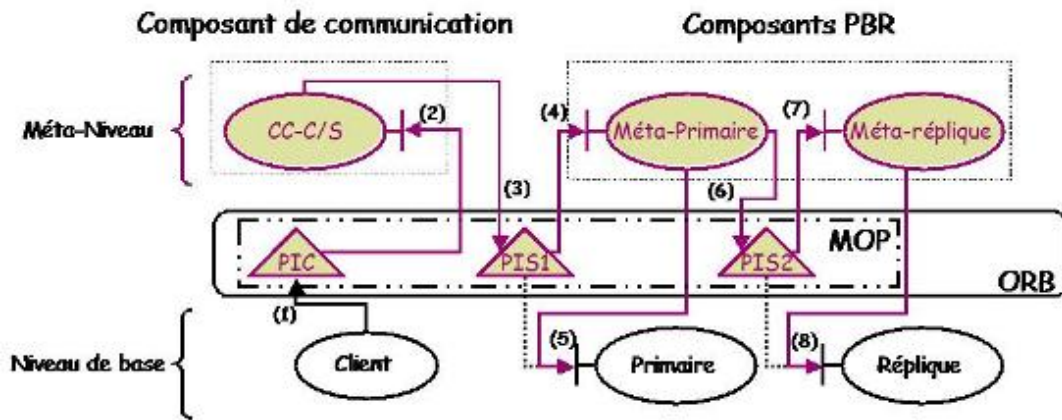 Composant de communication
Composants PBR
Méta-Niveau
CC-C/S
(2)
(4)
Méta-Primaire
(7)
Méta-réplique
(3)
(6)
MOP
PIC
PIS1
PIS2
ORB
(1)
(5)
(8)
Niveau de base
Client
Primaire
Réplique